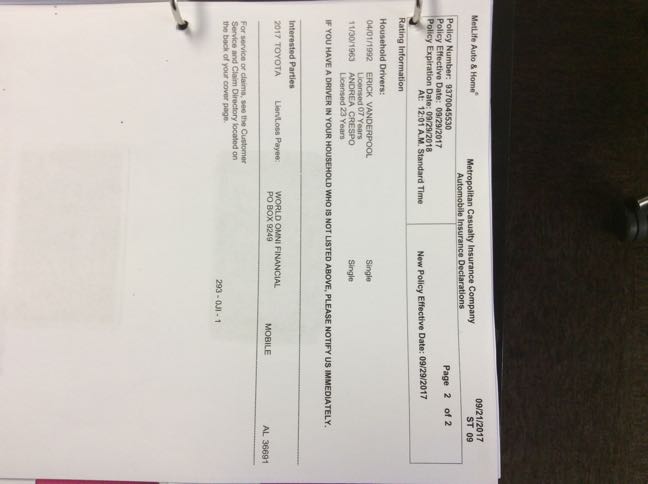 MetLife Auto & Home®
Metropolitan Casualty Insurance Company
Automobile Insurance Declarations
09/21/2017
ST 09
Page 2 of 2
Policy Number: 9370045530
Policy Effective Date: 09/29/2017
Policy Expiration Date: 09/29/2018
At: 12:01 A.M. Standard Time
New Policy Effective Date: 09/29/2017
Rating Information
Household Drivers:
04/01/1992 ERICK VANDERPOOL Single
Licensed 07 Years
11/30/1963 ANDREA CRESPO Single
Licensed 23 Years
IF YOU HAVE A DRIVER IN YOUR HOUSEHOLD WHO IS NOT LISTED ABOVE, PLEASE NOTIFY US IMMEDIATELY.
Interested Parties
2017 TOYOTA Lien/Loss Payee: WORLD OMNI FINANCIAL
PO BOX 9249 MOBILE AL 36691
293 - 0JI - 1
For service or claims, see the Customer
Service and Claim Directory located on
the back of your cover page.